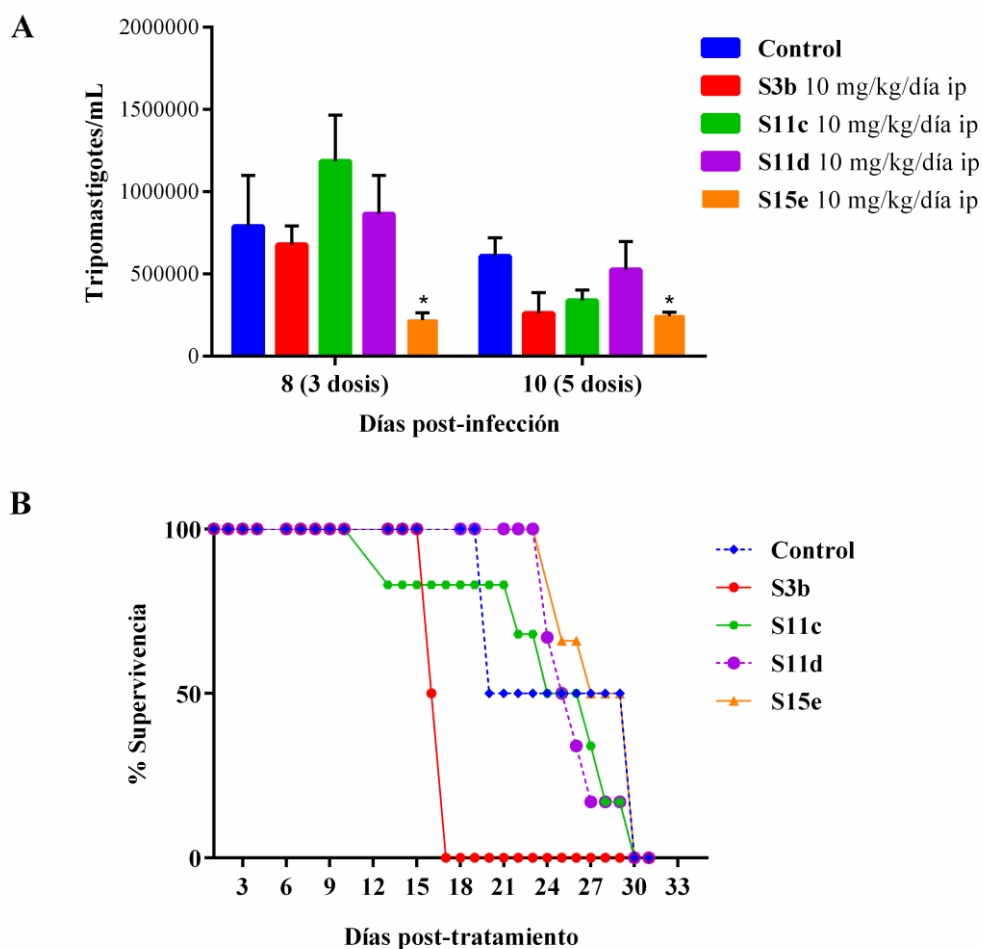 A
Tripomastigotes/mL
2000000
1500000
1000000
500000
0
*
*
8 (3 dosis)
10 (5 dosis)
Días post-infección
Control
S3b 10 mg/kg/día ip
S11c 10 mg/kg/día ip
S11d 10 mg/kg/día ip
S15e 10 mg/kg/día ip
B
% Supervivencia
100
50
0
3 6 9 12 15 18 21 24 27 30 33
Días post-tratamiento
Control
S3b
S11c
S11d
S15e